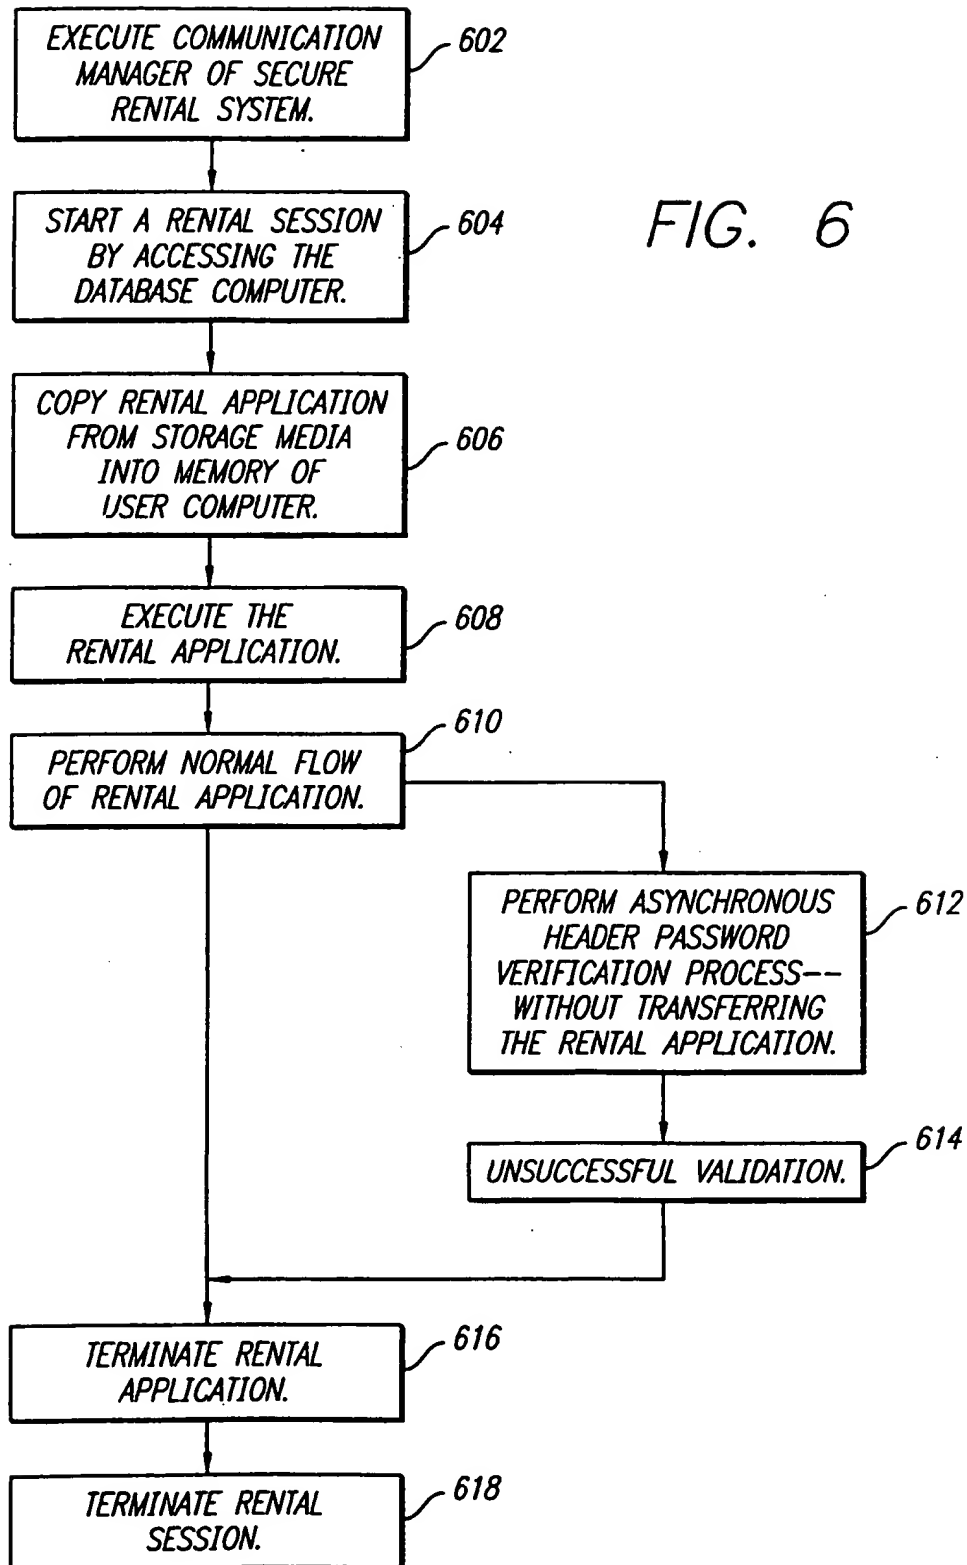 EXECUTE COMMUNICATION
MANAGER OF SECURE
RENTAL SYSTEM.
602
START A RENTAL SESSION
BY ACCESSING THE
DATABASE COMPUTER.
604
FIG. 6
COPY RENTAL APPLICATION
FROM STORAGE MEDIA
INTO MEMORY OF
USER COMPUTER.
606
EXECUTE THE
RENTAL APPLICATION.
608
PERFORM NORMAL FLOW
OF RENTAL APPLICATION.
610
PERFORM ASYNCHRONOUS
HEADER PASSWORD
VERIFICATION PROCESS--
WITHOUT TRANSFERRING
THE RENTAL APPLICATION.
612
UNSUCCESSFUL VALIDATION.
614
TERMINATE RENTAL
APPLICATION.
616
TERMINATE RENTAL
SESSION.
618